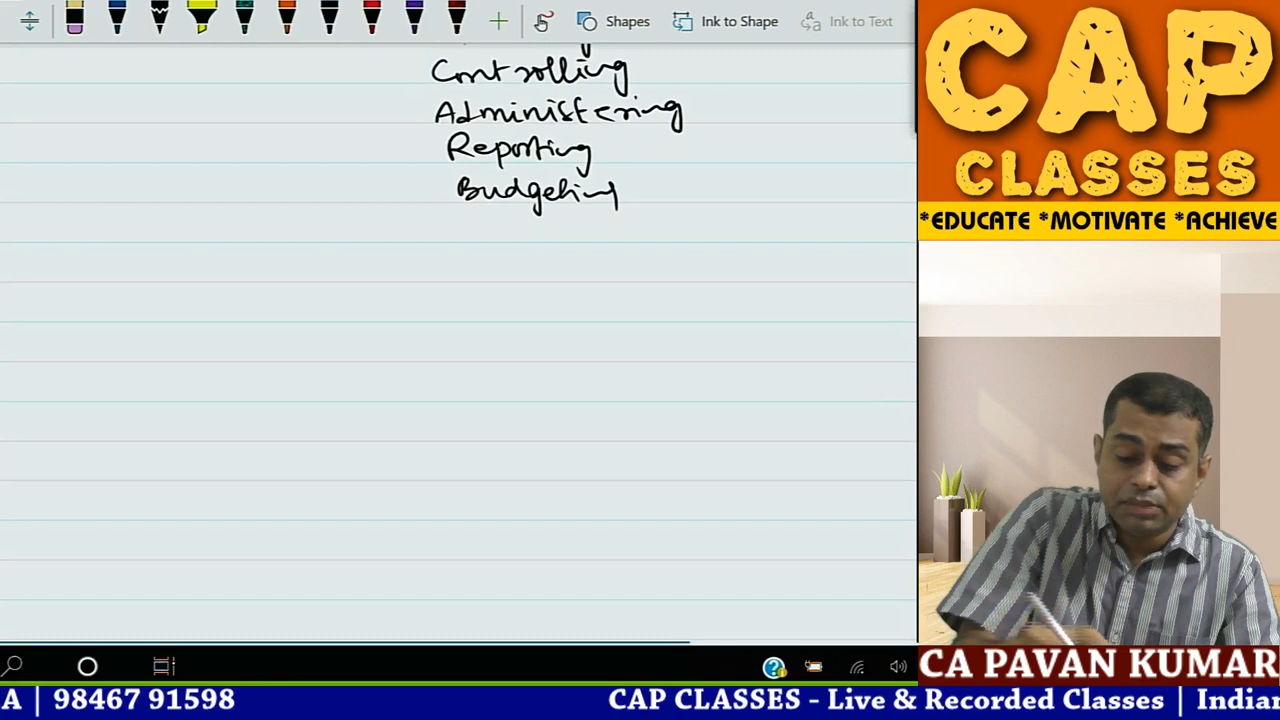 Shapes
Ink to Shape
Ink to Text
Controlling
Administering
Reporting
Budgeting
CAP
CLASSES
*EDUCATE *MOTIVATE *ACHIEVE
CA PAVAN KUMAR
A | 98467 91598
CAP CLASSES - Live & Recorded Classes | Indian